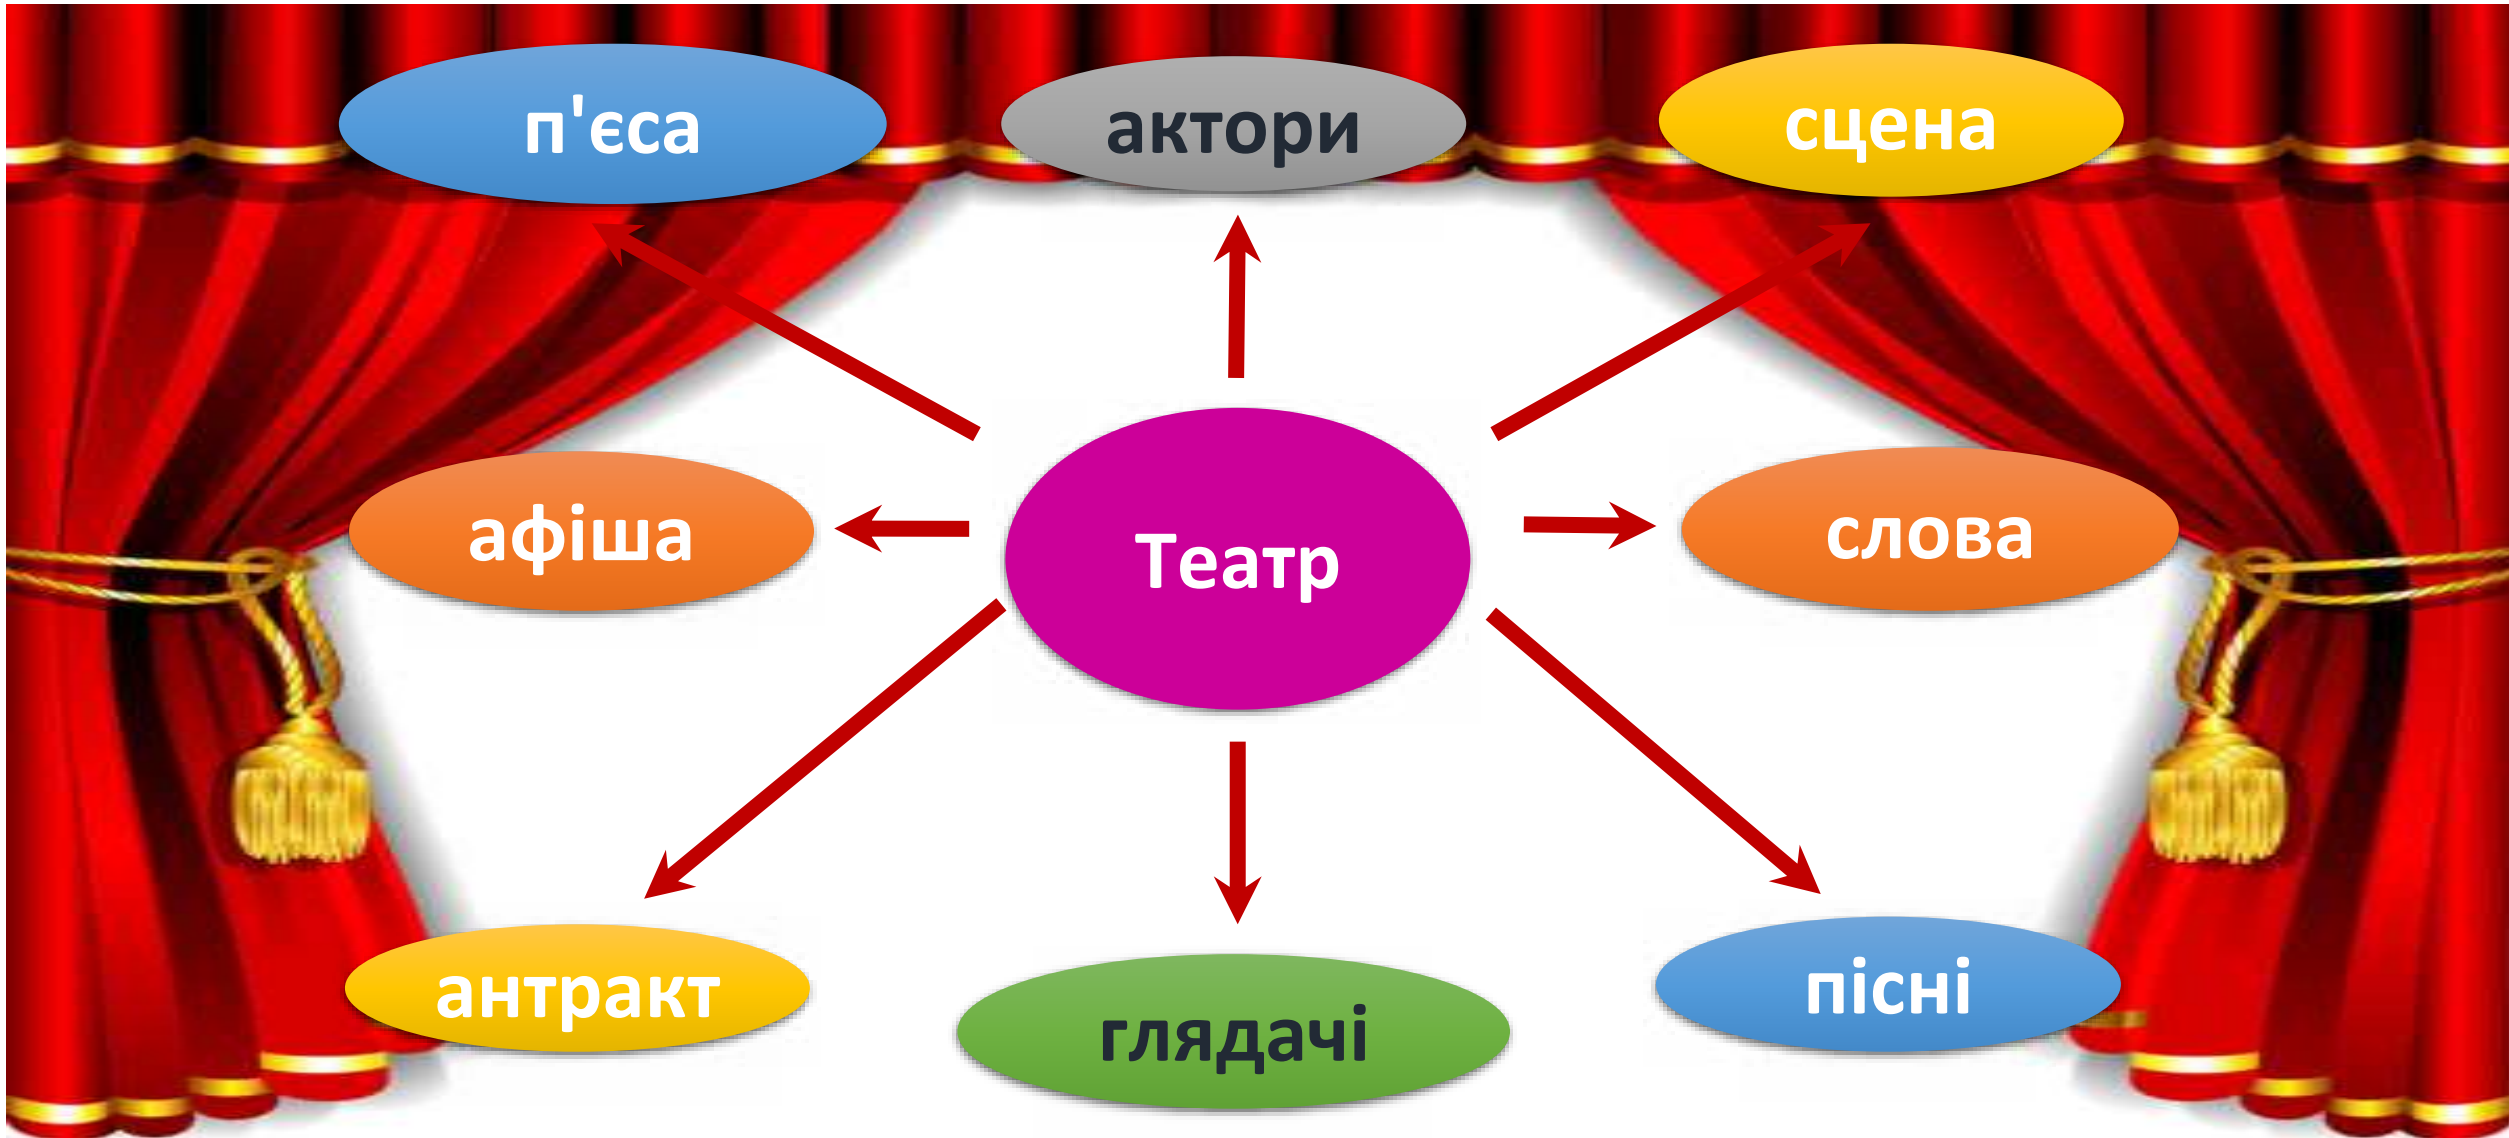 п'єса
актори
сцена
афіша
Театр
слова
антракт
глядачі
пісні